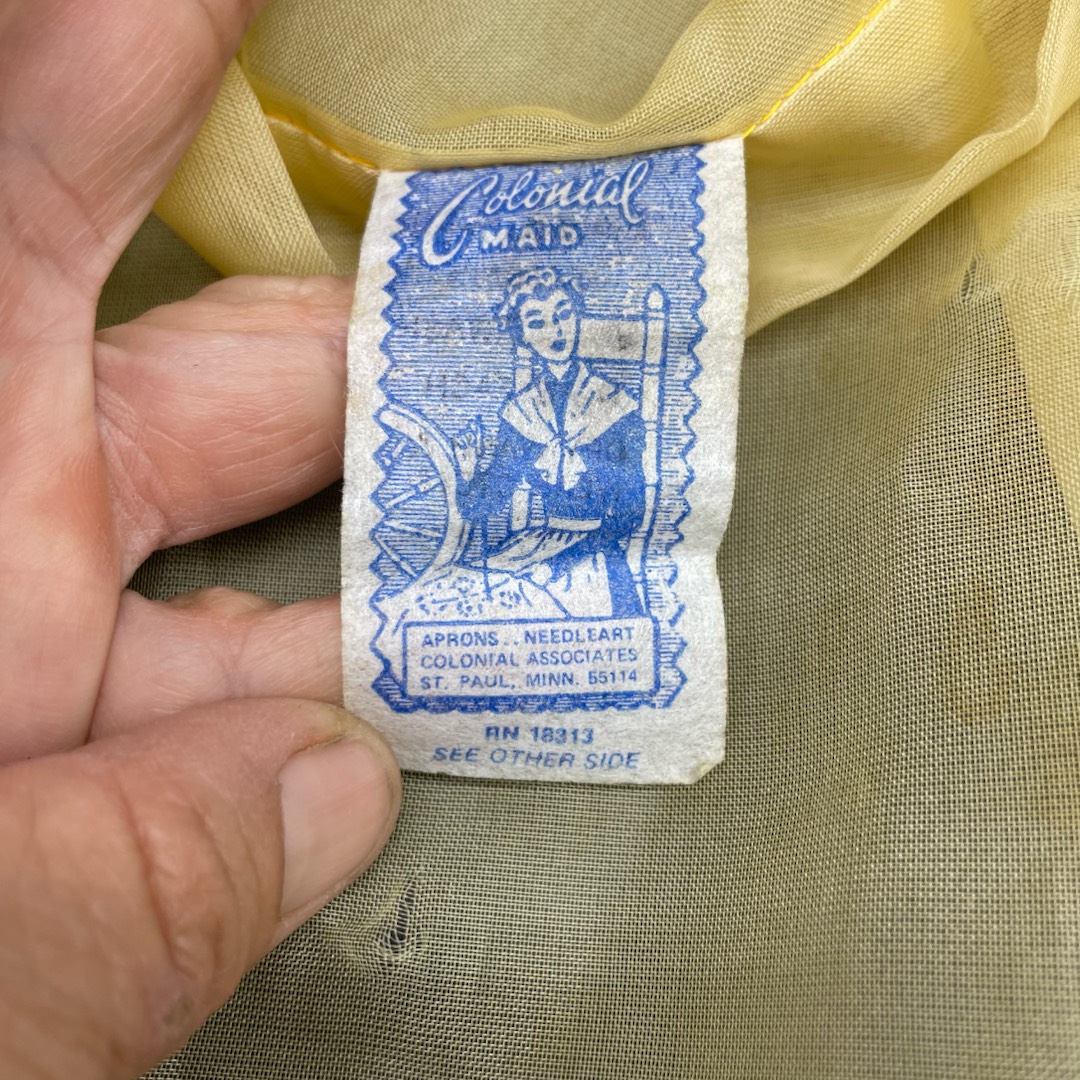 Colonial
MAID
APRONS . . NEEDLEART
COLONIAL ASSOCIATES
ST. PAUL, MINN. 55114
RN 18313
SEE OTHER SIDE